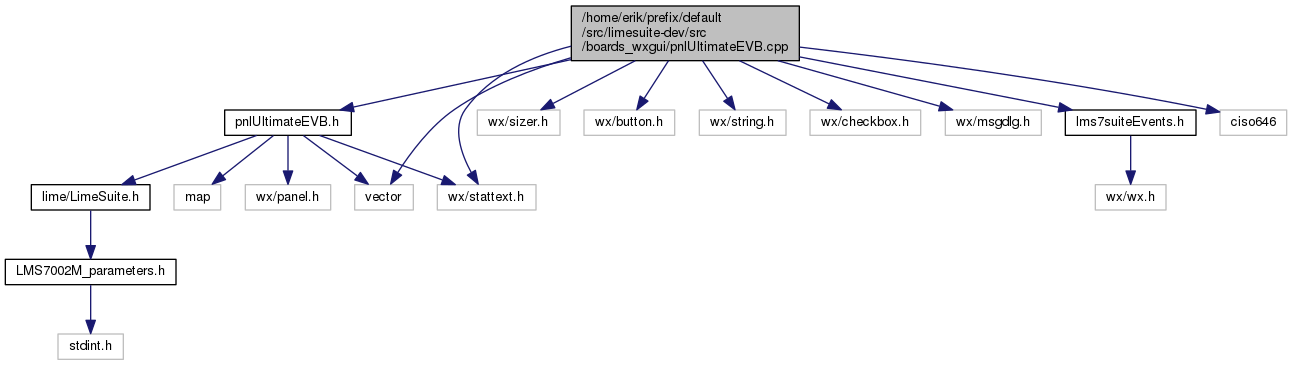 /home/erik/prefix/default
/src/limesuite-dev/src
/boards_wxgui/pnlUltimateEVB.cpp
pnlUltimateEVB.h
wx/sizer.h
wx/button.h
wx/string.h
wx/checkbox.h
wx/msgdlg.h
lms7suiteEvents.h
ciso646
lime/LimeSuite.h
map
wx/panel.h
vector
wx/stattext.h
wx/wx.h
LMS7002M_parameters.h
stdint.h